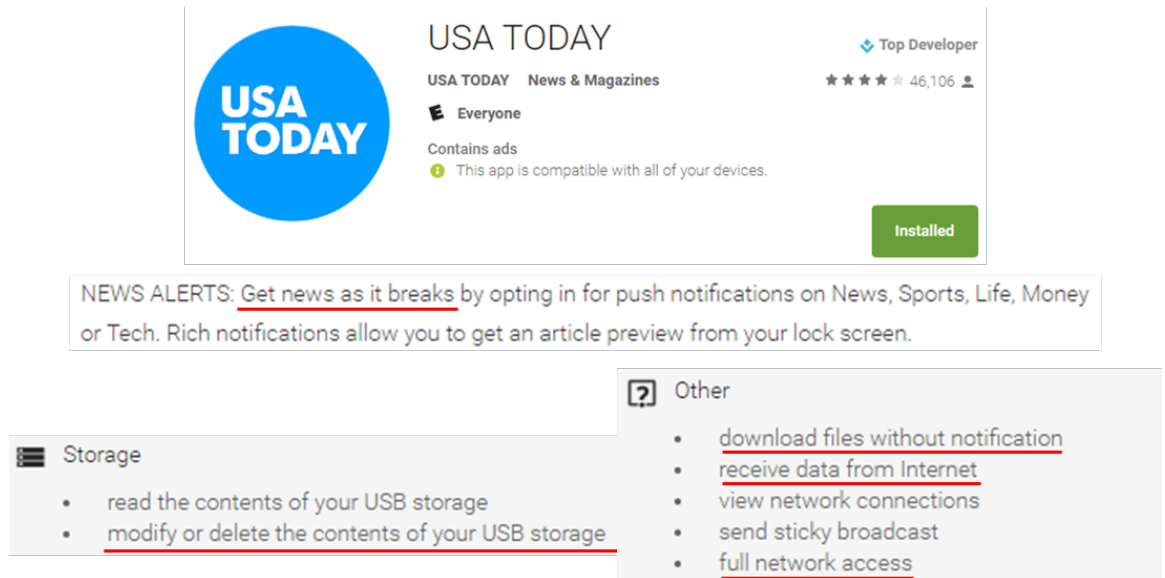 USA TODAY
Top Developer
USA TODAY News & Magazines
46,106
USA
TODAY
E Everyone
Contains ads
This app is compatible with all of your devices.
Installed
NEWS ALERTS: Get news as it breaks by opting in for push notifications on News, Sports, Life, Money
or Tech. Rich notifications allow you to get an article preview from your lock screen.
Storage
• read the contents of your USB storage
• modify or delete the contents of your USB storage
? Other
• download files without notification
• receive data from Internet
• view network connections
• send sticky broadcast
• full network access